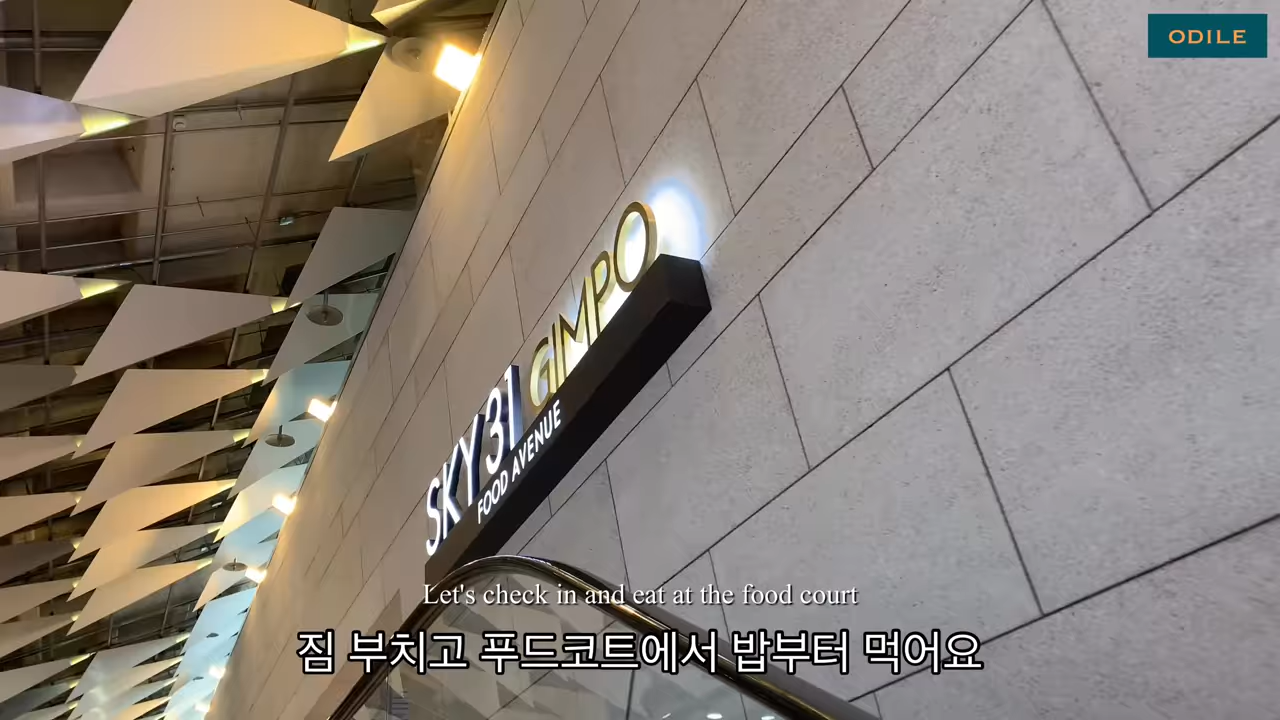 ODILE
SKY31 GIMPO
FOOD AVENUE
Let's check in and eat at the food court
짐 부치고 푸드코트에서 밥부터 먹어요